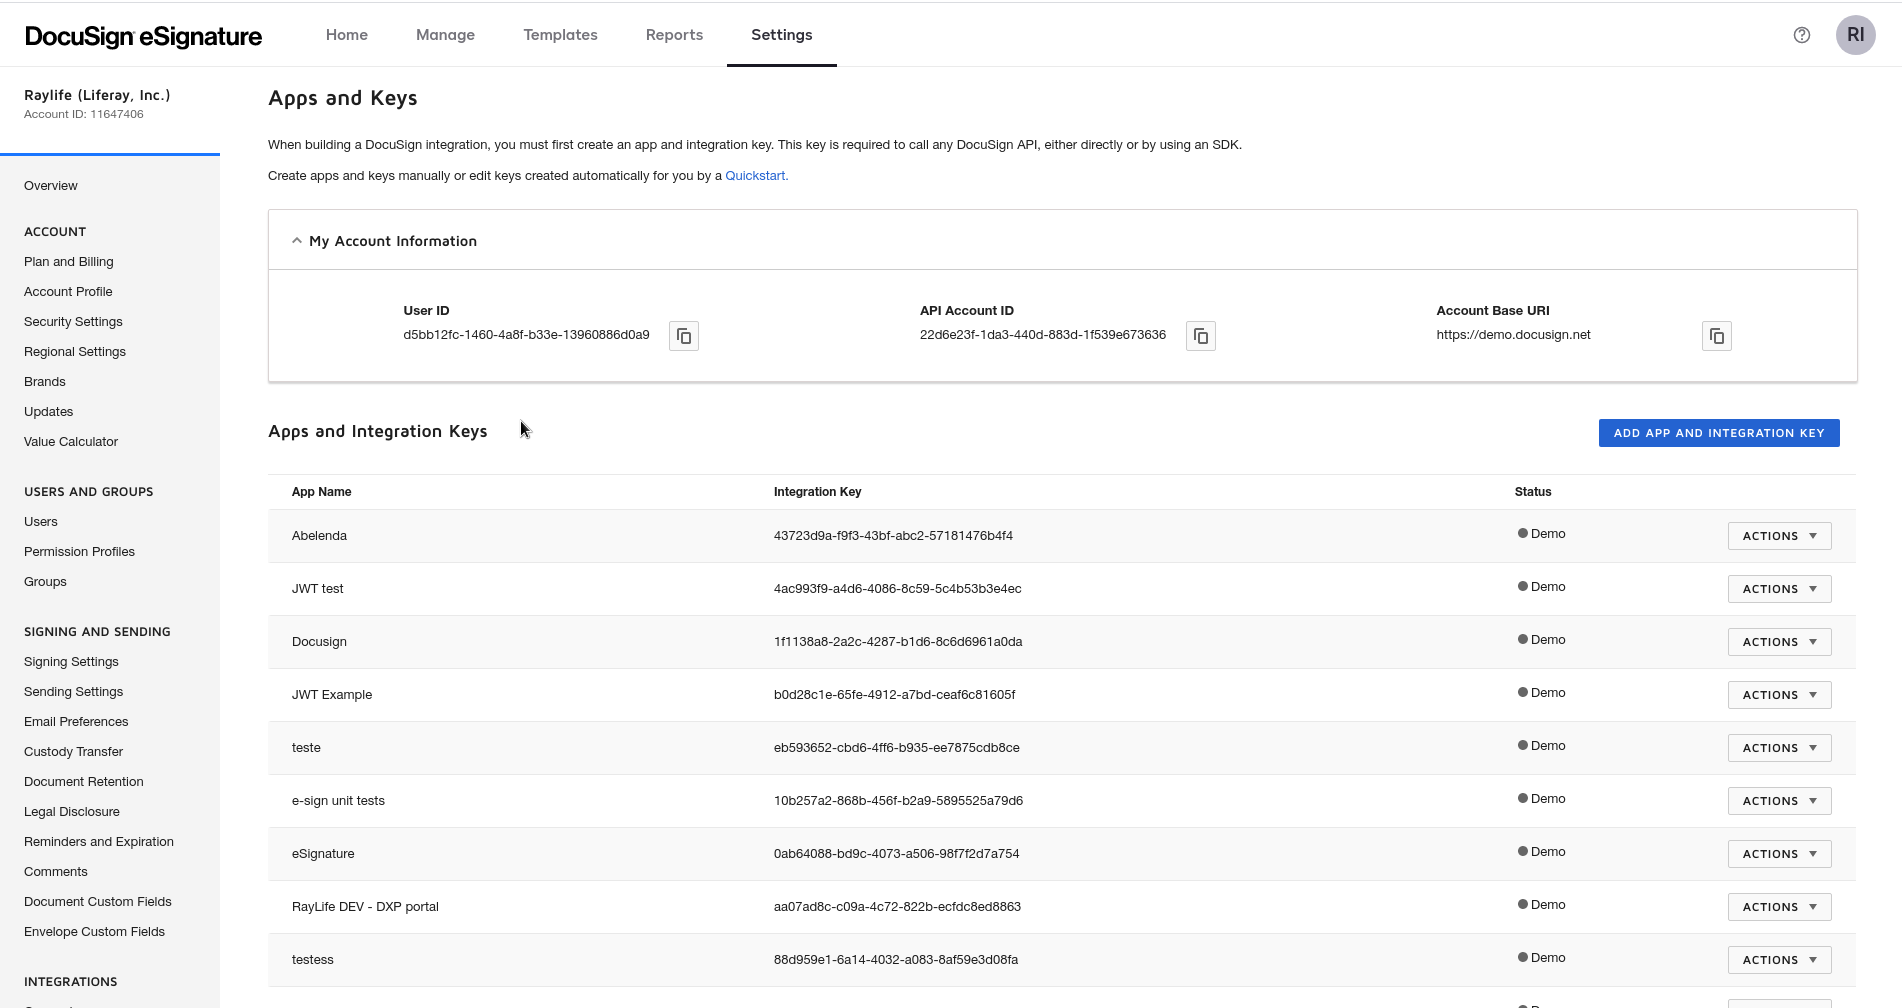 DocuSign eSignature
Home Manage Templates Reports Settings
RI
Raylife (Liferay, Inc.)
Account ID: 11647406
Overview
ACCOUNT
Plan and Billing
Account Profile
Security Settings
Regional Settings
Brands
Updates
Value Calculator
USERS AND GROUPS
Users
Permission Profiles
Groups
SIGNING AND SENDING
Signing Settings
Sending Settings
Email Preferences
Custody Transfer
Document Retention
Legal Disclosure
Reminders and Expiration
Comments
Document Custom Fields
Envelope Custom Fields
INTEGRATIONS
Apps and Keys
When building a DocuSign integration, you must first create an app and integration key. This key is required to call any DocuSign API, either directly or by using an SDK.
Create apps and keys manually or edit keys created automatically for you by a Quickstart.
My Account Information
User ID API Account ID Account Base URI
d5bb12fc-1460-4a8f-b33e-13960886d0a9 22d6e23f-1da3-440d-883d-1f539e673636 https://demo.docusign.net
Apps and Integration Keys
ADD APP AND INTEGRATION KEY
App Name Integration Key Status
Abelenda 43723d9a-f9f3-43bf-abc2-57181476b4f4 Demo ACTIONS
JWT test 4ac993f9-a4d6-4086-8c59-5c4b53b3e4ec Demo ACTIONS
Docusign 1f1138a8-2a2c-4287-b1d6-8c6d6961a0da Demo ACTIONS
JWT Example b0d28c1e-65fe-4912-a7bd-ceaf6c81605f Demo ACTIONS
teste eb593652-cbd6-4ff6-b935-ee7875cdb8ce Demo ACTIONS
e-sign unit tests 10b257a2-868b-456f-b2a9-5895525a79d6 Demo ACTIONS
eSignature 0ab64088-bd9c-4073-a506-98f7f2d7a754 Demo ACTIONS
RayLife DEV - DXP portal aa07ad8c-c09a-4c72-822b-ecfdc8ed8863 Demo ACTIONS
testess 88d959e1-6a14-4032-a083-8af59e3d08fa Demo ACTIONS